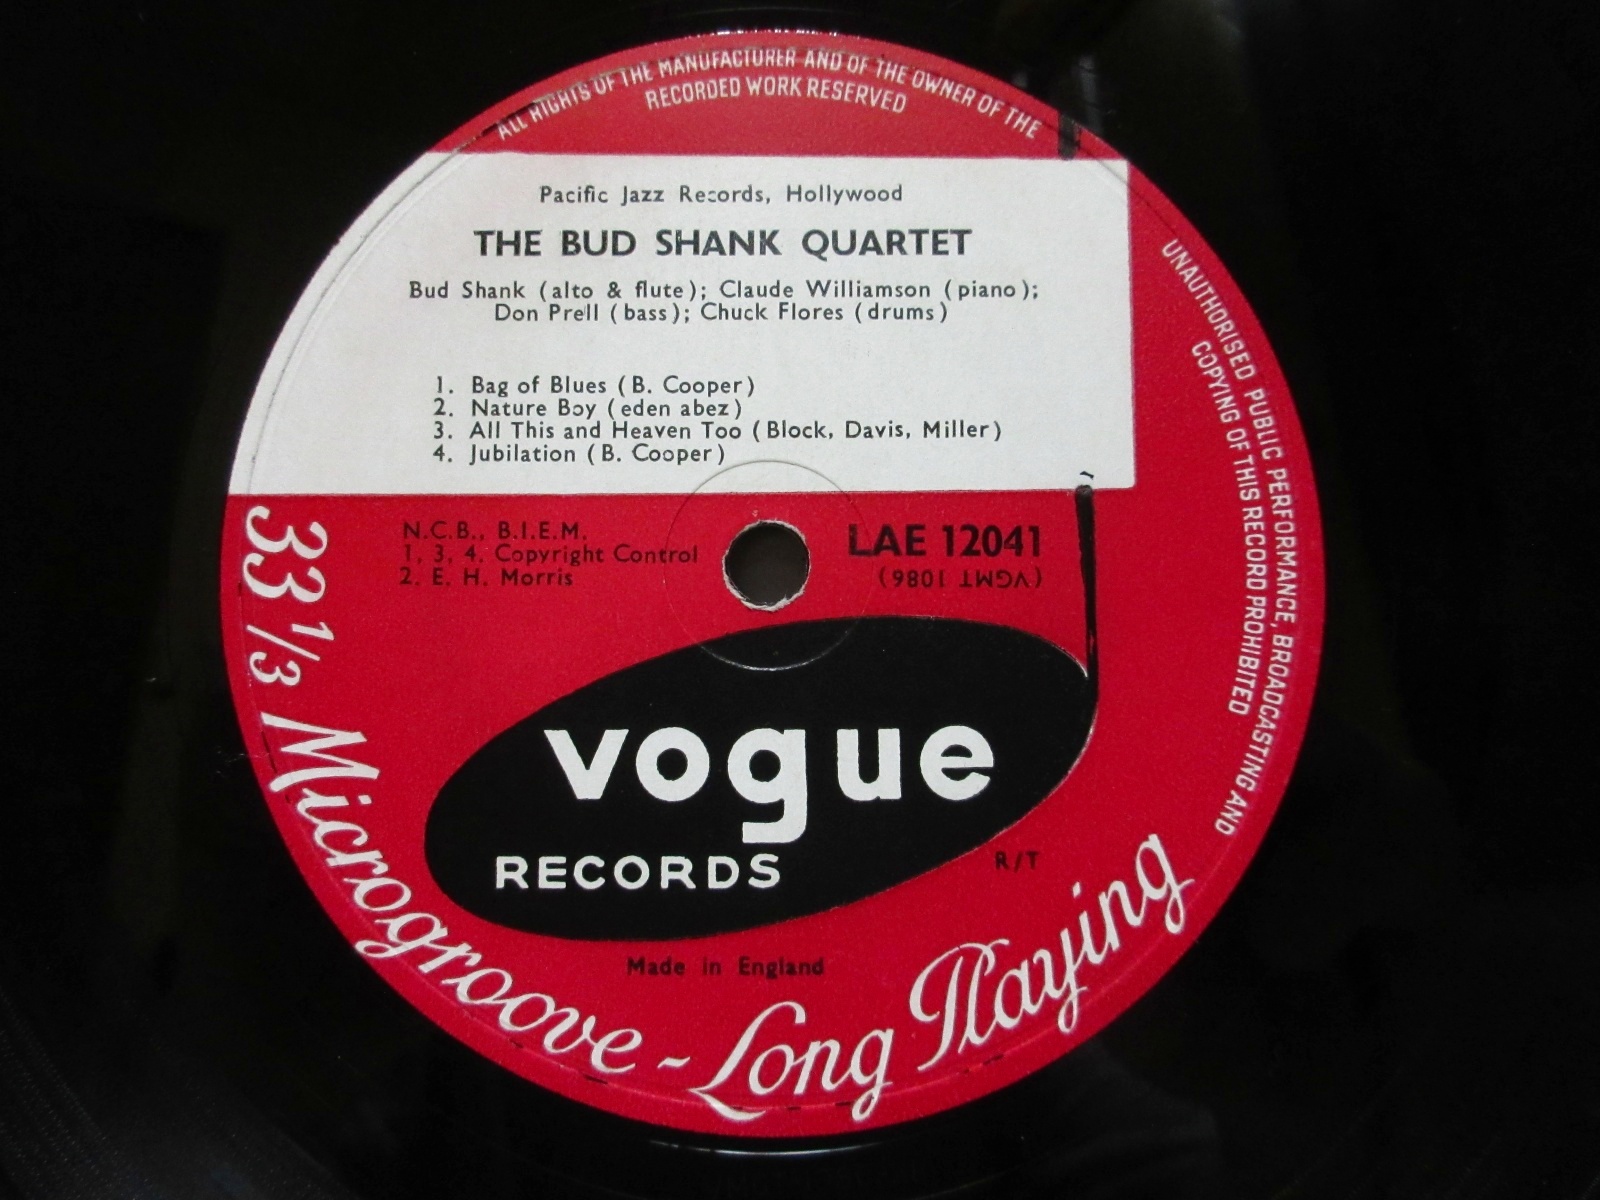 ALL RIGHTS OF THE MANUFACTURER AND OF THE OWNER OF THE
RECORDED WORK RESERVED
Pacific Jazz Records, Hollywood
THE BUD SHANK QUARTET
Bud Shank (alto & flute); Claude Williamson (piano);
Don Prell (bass); Chuck Flores (drums)
1. Bag of Blues (B. Cooper)
2. Nature Boy (eden abez)
3. All This and Heaven Too (Block, Davis, Miller)
4. Jubilation (B. Cooper)
N.C.B., B.I.E.M.
1, 3, 4. Copyright Control
2. E. H. Morris
LAE 12041
(VGMT 1086)
vogue
RECORDS
R/T
Made in England
33 1/3 Microgroove - Long Playing
UNAUTHORISED PUBLIC PERFORMANCE, BROADCASTING AND
COPYING OF THIS RECORD PROHIBITED